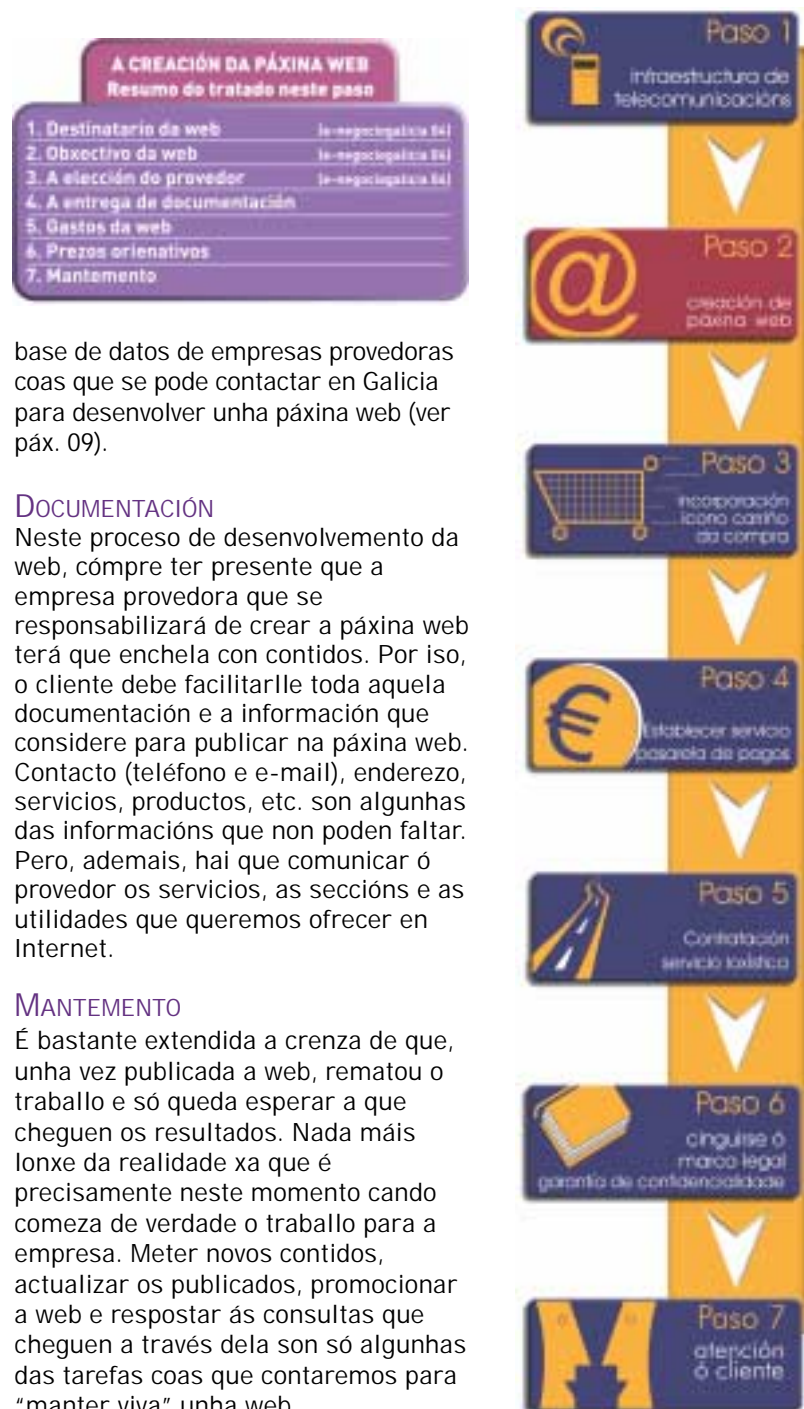 A CREACIÓN DA PÁXINA WEB
Resumo do tratado neste paso
1. Destinatario da web (e-negociogalicia 04)
2. Obxectivo da web (e-negociogalicia 04)
3. A elección do provedor (e-negociogalicia 04)
4. A entrega de documentación
5. Gastos da web
6. Prezos orienativos
7. Mantemento
base de datos de empresas provedoras
coas que se pode contactar en Galicia
para desenvolver unha páxina web (ver
páx. 09).
DOCUMENTACIÓN
Neste proceso de desenvolvemento da
web, cómpre ter presente que a
empresa provedora que se
responsabilizará de crear a páxina web
terá que enchela con contidos. Por iso,
o cliente debe facilitarlle toda aquela
documentación e a información que
considere para publicar na páxina web.
Contacto (teléfono e e-mail), enderezo,
servicios, productos, etc. son algunhas
das informacións que non poden faltar.
Pero, ademais, hai que comunicar ó
provedor os servicios, as seccións e as
utilidades que queremos ofrecer en
Internet.
MANTEMENTO
É bastante extendida a crenza de que,
unha vez publicada a web, rematou o
traballo e só queda esperar a que
cheguen os resultados. Nada máis
lonxe da realidade xa que é
precisamente neste momento cando
comeza de verdade o traballo para a
empresa. Meter novos contidos,
actualizar os publicados, promocionar
a web e respostar ás consultas que
cheguen a través dela son só algunhas
das tarefas coas que contaremos para
“manter viva” unha web
Paso 1
infraestructura de
telecomunicacións
Paso 2
creación de
páxina web
Paso 3
incorporación
icono carriño
da compra
Paso 4
Establecer servicio
pasarela de pagos
Paso 5
Contratación
servicio loxística
Paso 6
cinguirse ó
marco legal
garantía de confidencialidade
Paso 7
atención
ó cliente